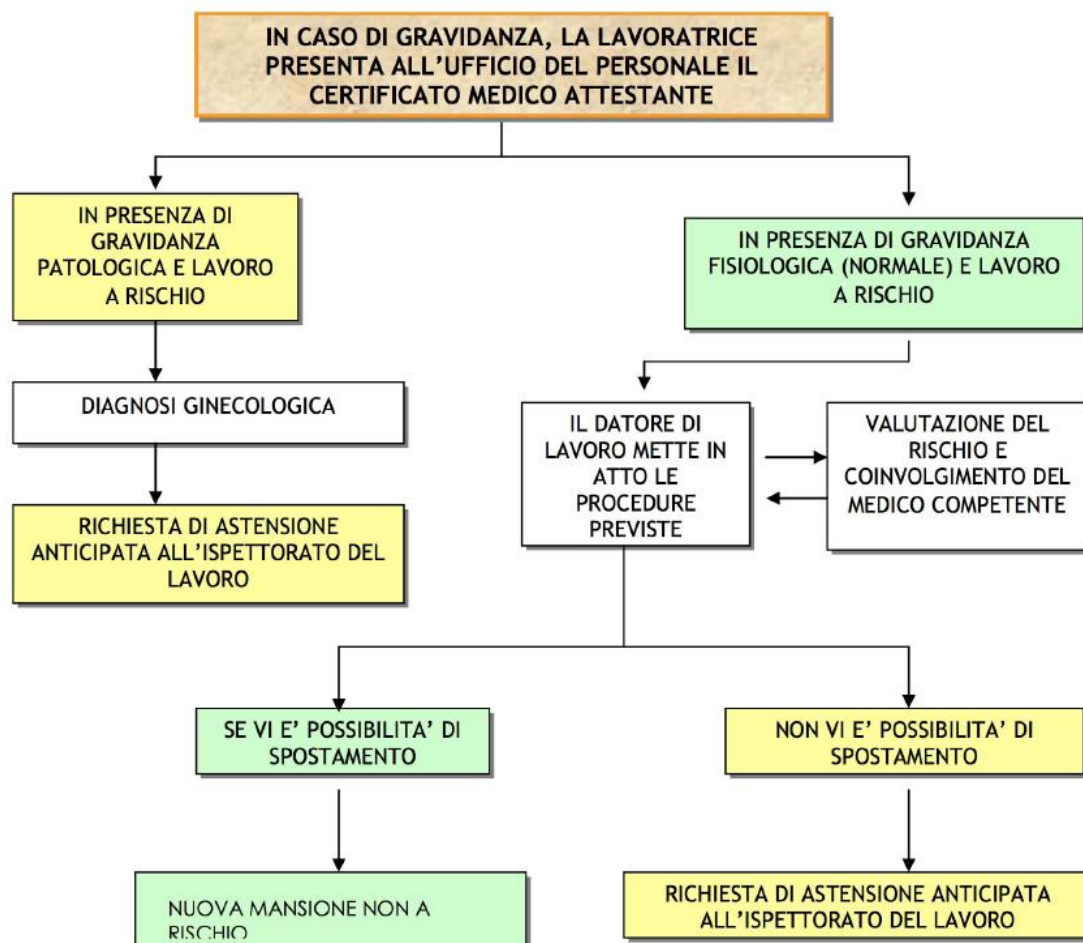 IN CASO DI GRAVIDANZA, LA LAVORATRICE
PRESENTA ALL'UFFICIO DEL PERSONALE IL
CERTIFICATO MEDICO ATTESTANTE
IN PRESENZA DI
GRAVIDANZA
PATOLOGICA E LAVORO
A RISCHIO
IN PRESENZA DI GRAVIDANZA
FISIOLOGICA (NORMALE) E LAVORO
A RISCHIO
DIAGNOSI GINECOLOGICA
RICHIESTA DI ASTENSIONE
ANTICIPATA ALL'ISPETTORATO DEL
LAVORO
IL DATORE DI
LAVORO METTE IN
ATTO LE
PROCEDURE
PREVISTE
VALUTAZIONE DEL
RISCHIO E
COINVOLGIMENTO DEL
MEDICO COMPETENTE
SE VI E' POSSIBILITA' DI
SPOSTAMENTO
NON VI E' POSSIBILITA' DI
SPOSTAMENTO
NUOVA MANSIONE NON A
RISCHIO
RICHIESTA DI ASTENSIONE ANTICIPATA
ALL'ISPETTORATO DEL LAVORO